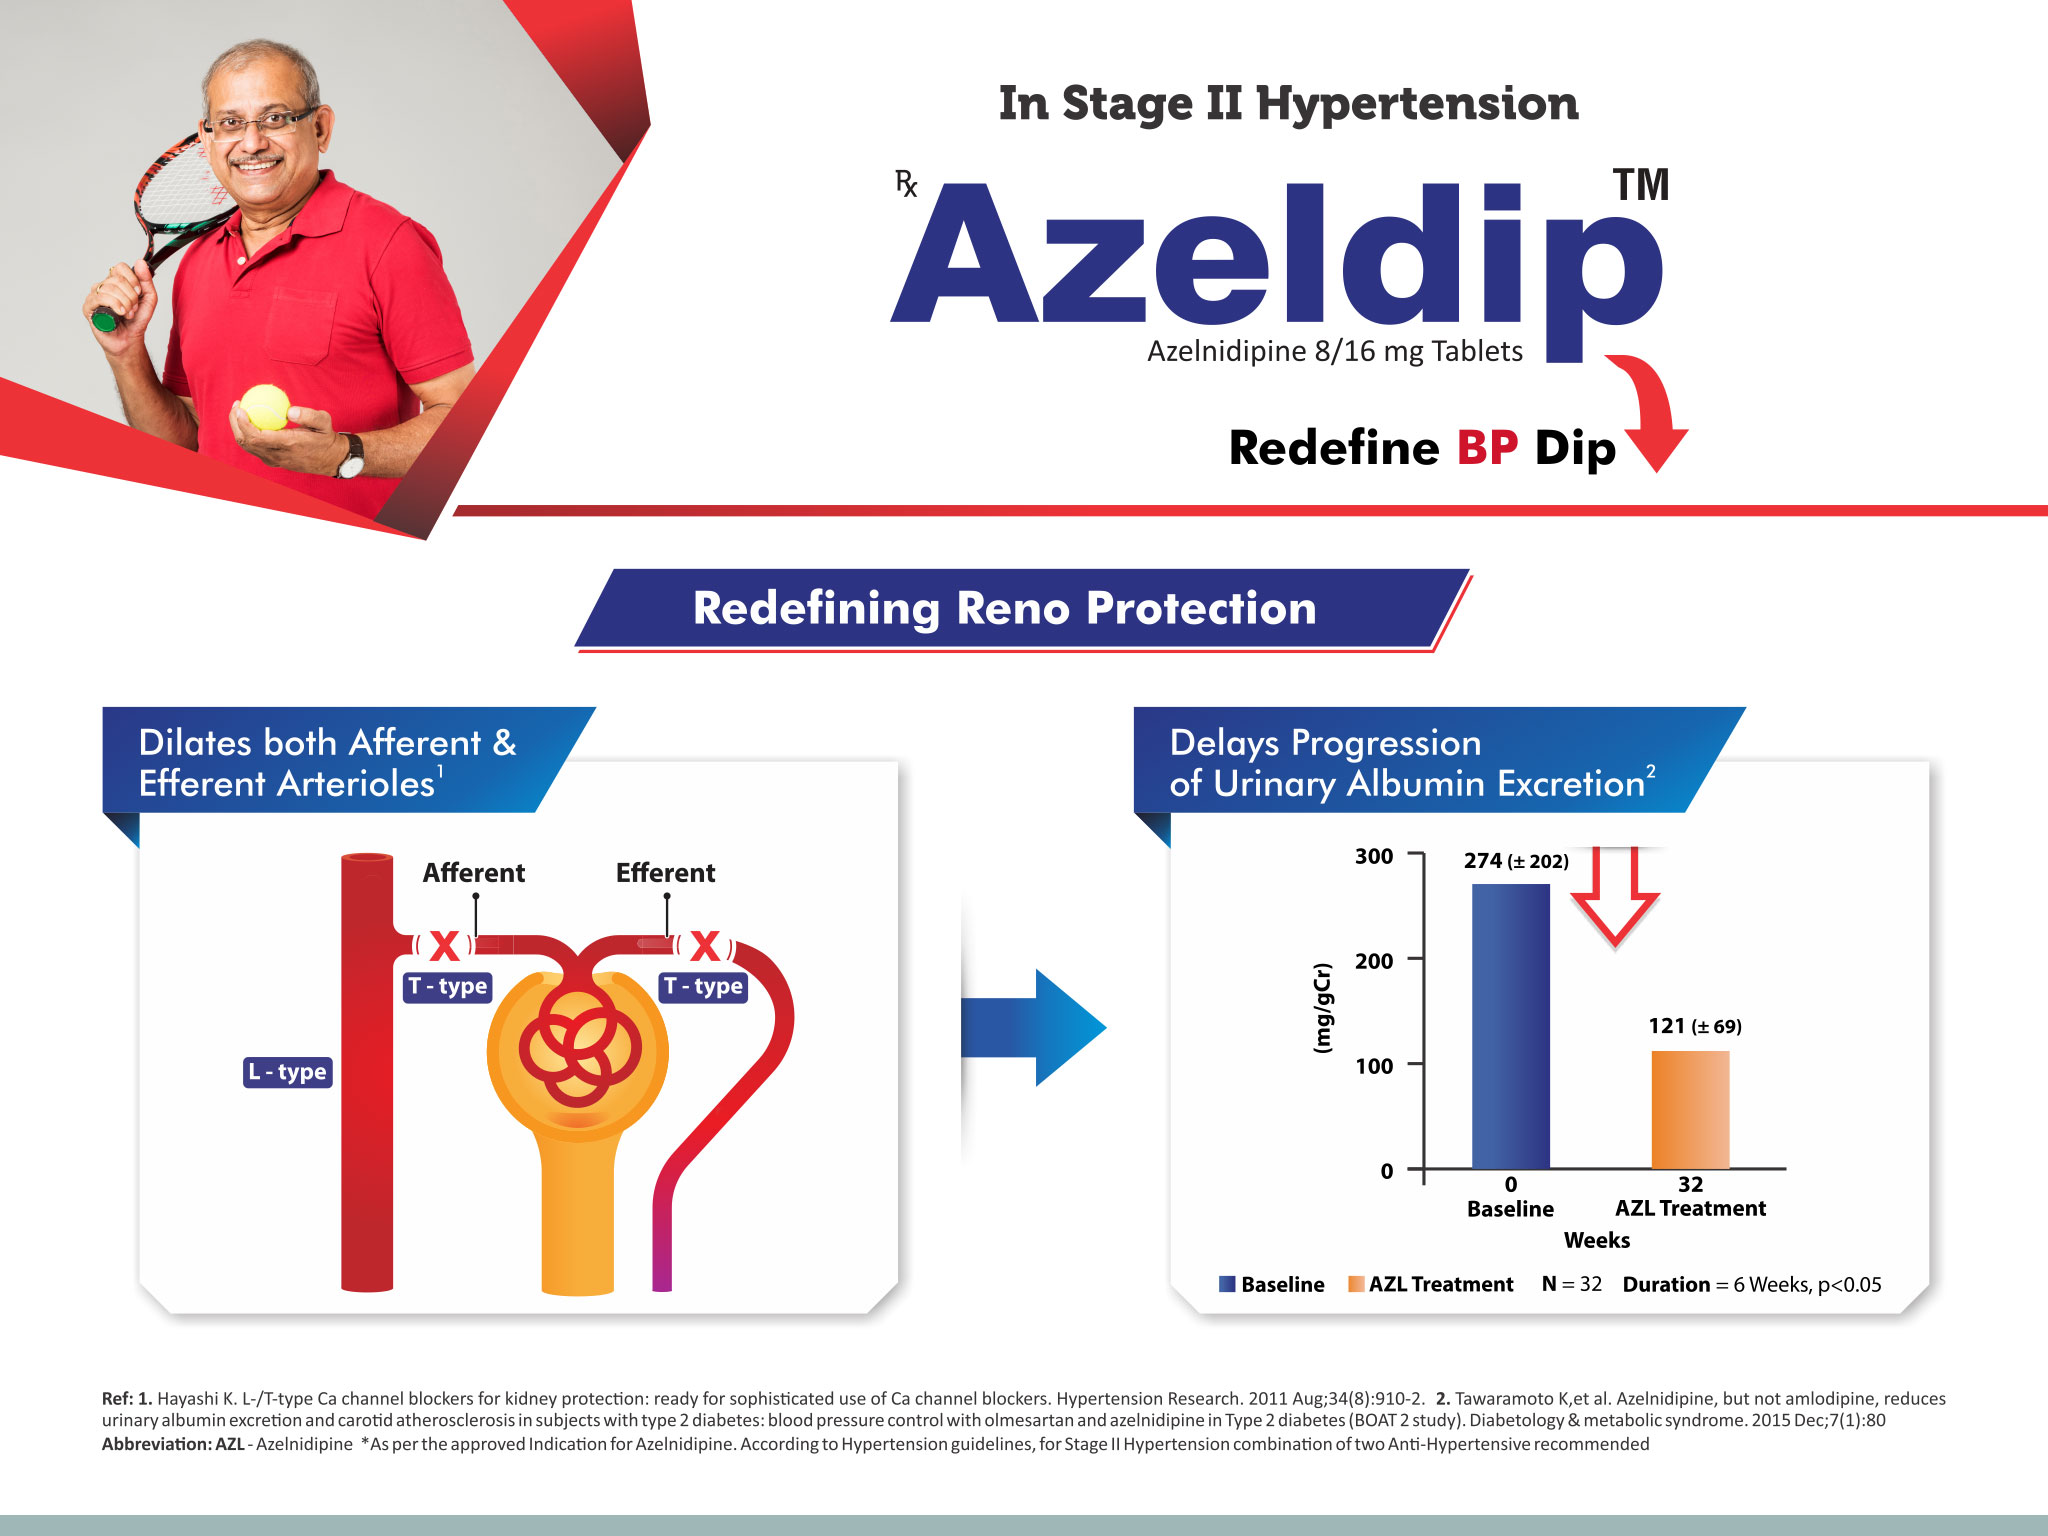 In Stage II Hypertension
Rx Azeldip™
Azelnidipine 8/16 mg Tablets
Redefine BP Dip
Redefining Reno Protection
Dilates both Afferent &
Efferent Arterioles1
Afferent
Efferent
X
X
T - type
T - type
L - type
Delays Progression
of Urinary Albumin Excretion2
300
274 (± 202)
200
(mg/gCr)
121 (± 69)
100
0
0
32
Baseline
AZL Treatment
Weeks
Baseline AZL Treatment N = 32 Duration = 6 Weeks, p<0.05
Ref: 1. Hayashi K. L-/T-type Ca channel blockers for kidney protection: ready for sophisticated use of Ca channel blockers. Hypertension Research. 2011 Aug;34(8):910-2. 2. Tawaramoto K,et al. Azelnidipine, but not amlodipine, reduces
urinary albumin excretion and carotid atherosclerosis in subjects with type 2 diabetes: blood pressure control with olmesartan and azelnidipine in Type 2 diabetes (BOAT 2 study). Diabetology & metabolic syndrome. 2015 Dec;7(1):80
Abbreviation: AZL - Azelnidipine *As per the approved Indication for Azelnidipine. According to Hypertension guidelines, for Stage II Hypertension combination of two Anti-Hypertensive recommended